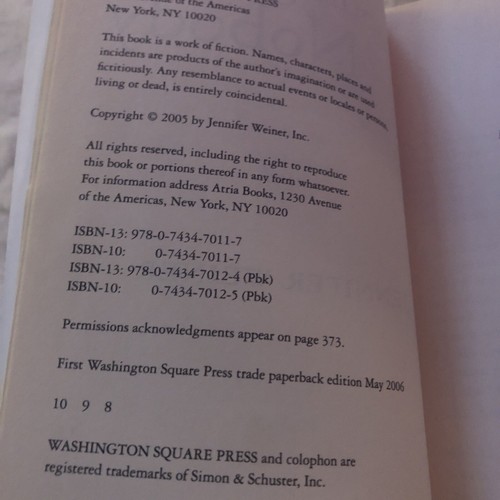 PRESS
of the Americas
New York, NY 10020
This book is a work of fiction. Names, characters, places and
incidents are products of the author's imagination or are used
fictitiously. Any resemblance to actual events or locales or persons,
living or dead, is entirely coincidental.
Copyright © 2005 by Jennifer Weiner, Inc.
All rights reserved, including the right to reproduce
this book or portions thereof in any form whatsoever.
For information address Atria Books, 1230 Avenue
of the Americas, New York, NY 10020
ISBN-13: 978-0-7434-7011-7
ISBN-10: 0-7434-7011-7
ISBN-13: 978-0-7434-7012-4 (Pbk)
ISBN-10: 0-7434-7012-5 (Pbk)
Permissions acknowledgments appear on page 373.
First Washington Square Press trade paperback edition May 2006
10 9 8
WASHINGTON SQUARE PRESS and colophon are
registered trademarks of Simon & Schuster, Inc.